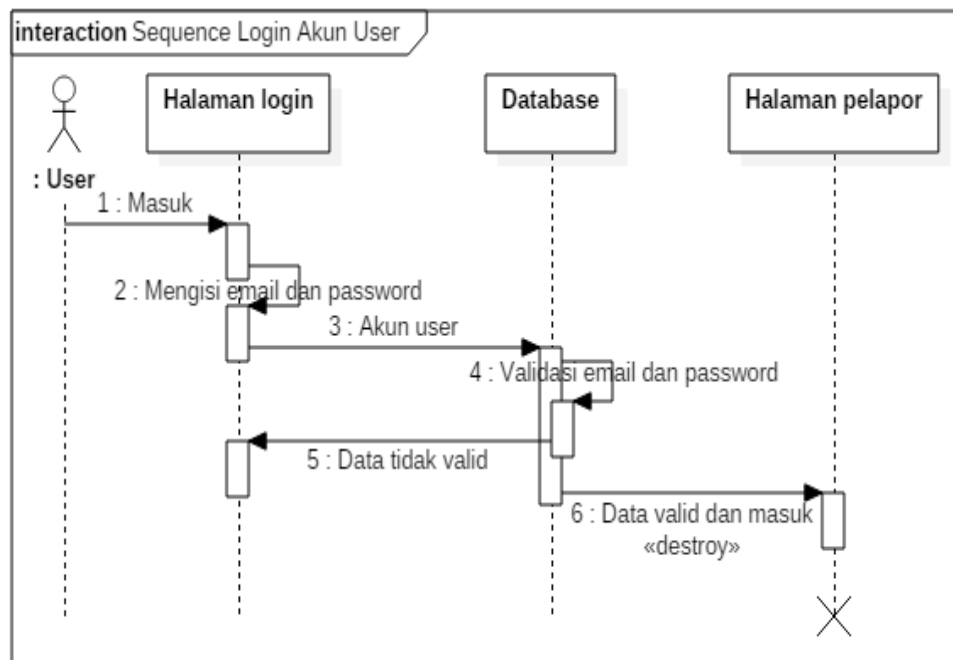 interaction Sequence Login Akun User
Halaman login
Database
Halaman pelapor
: User
1 : Masuk
2 : Mengisi email dan password
3 : Akun user
4 : Validasi email dan password
5 : Data tidak valid
6 : Data valid dan masuk
«destroy»